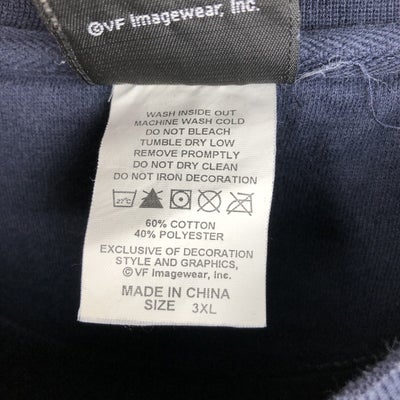 ©VF Imagewear, Inc.
WASH INSIDE OUT
MACHINE WASH COLD
DO NOT BLEACH
TUMBLE DRY LOW
REMOVE PROMPTLY
DO NOT DRY CLEAN
DO NOT IRON DECORATION
27°C
60% COTTON
40% POLYESTER
EXCLUSIVE OF DECORATION
STYLE AND GRAPHICS,
© VF Imagewear, Inc.
MADE IN CHINA
SIZE 3XL